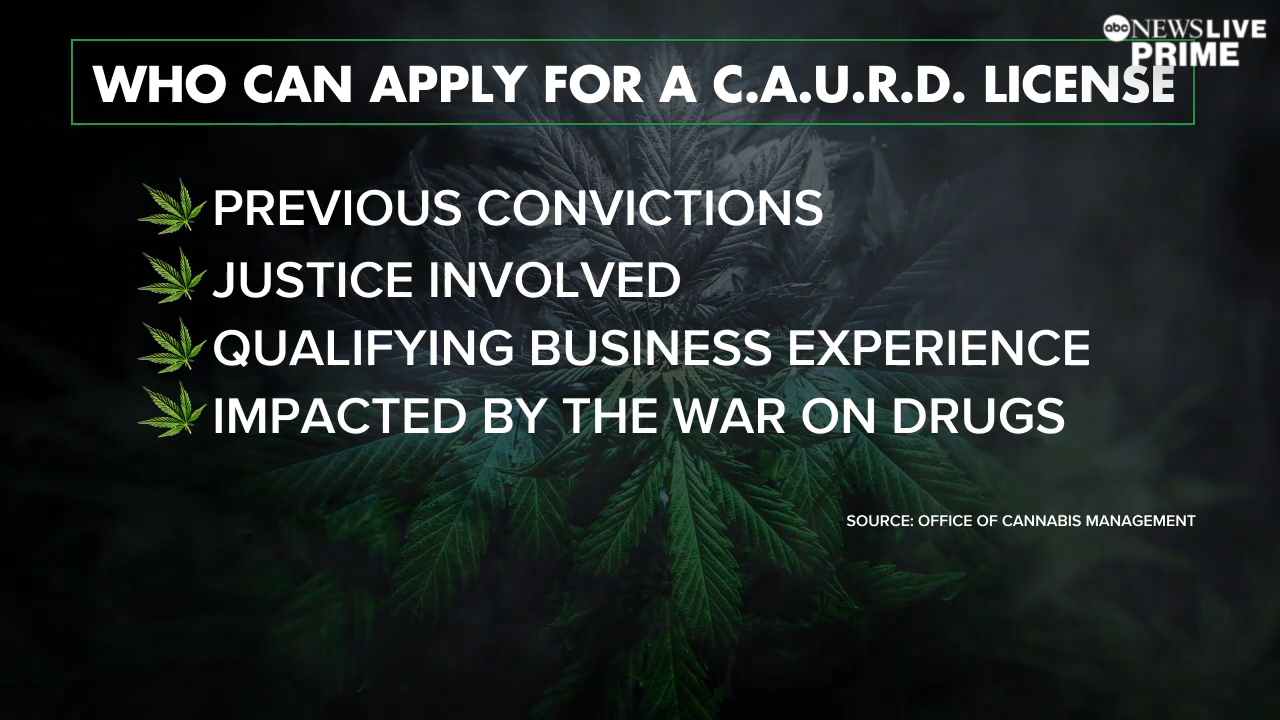 abc NEWS LIVE
PRIME
WHO CAN APPLY FOR A C.A.U.R.D. LICENSE
PREVIOUS CONVICTIONS
JUSTICE INVOLVED
QUALIFYING BUSINESS EXPERIENCE
IMPACTED BY THE WAR ON DRUGS
SOURCE: OFFICE OF CANNABIS MANAGEMENT